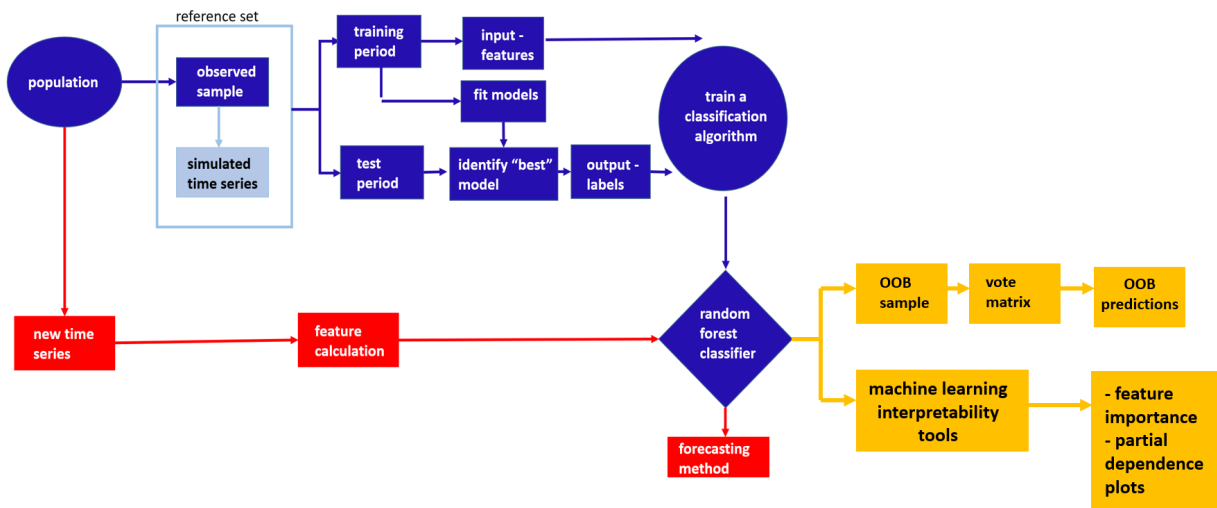 reference set
population
observed
sample
simulated
time series
training
period
input -
features
fit models
test
period
identify “best”
model
output -
labels
train a
classification
algorithm
new time
series
feature
calculation
random
forest
classifier
forecasting
method
OOB
sample
vote
matrix
OOB
predictions
machine learning
interpretability
tools
- feature
importance
- partial
dependence
plots